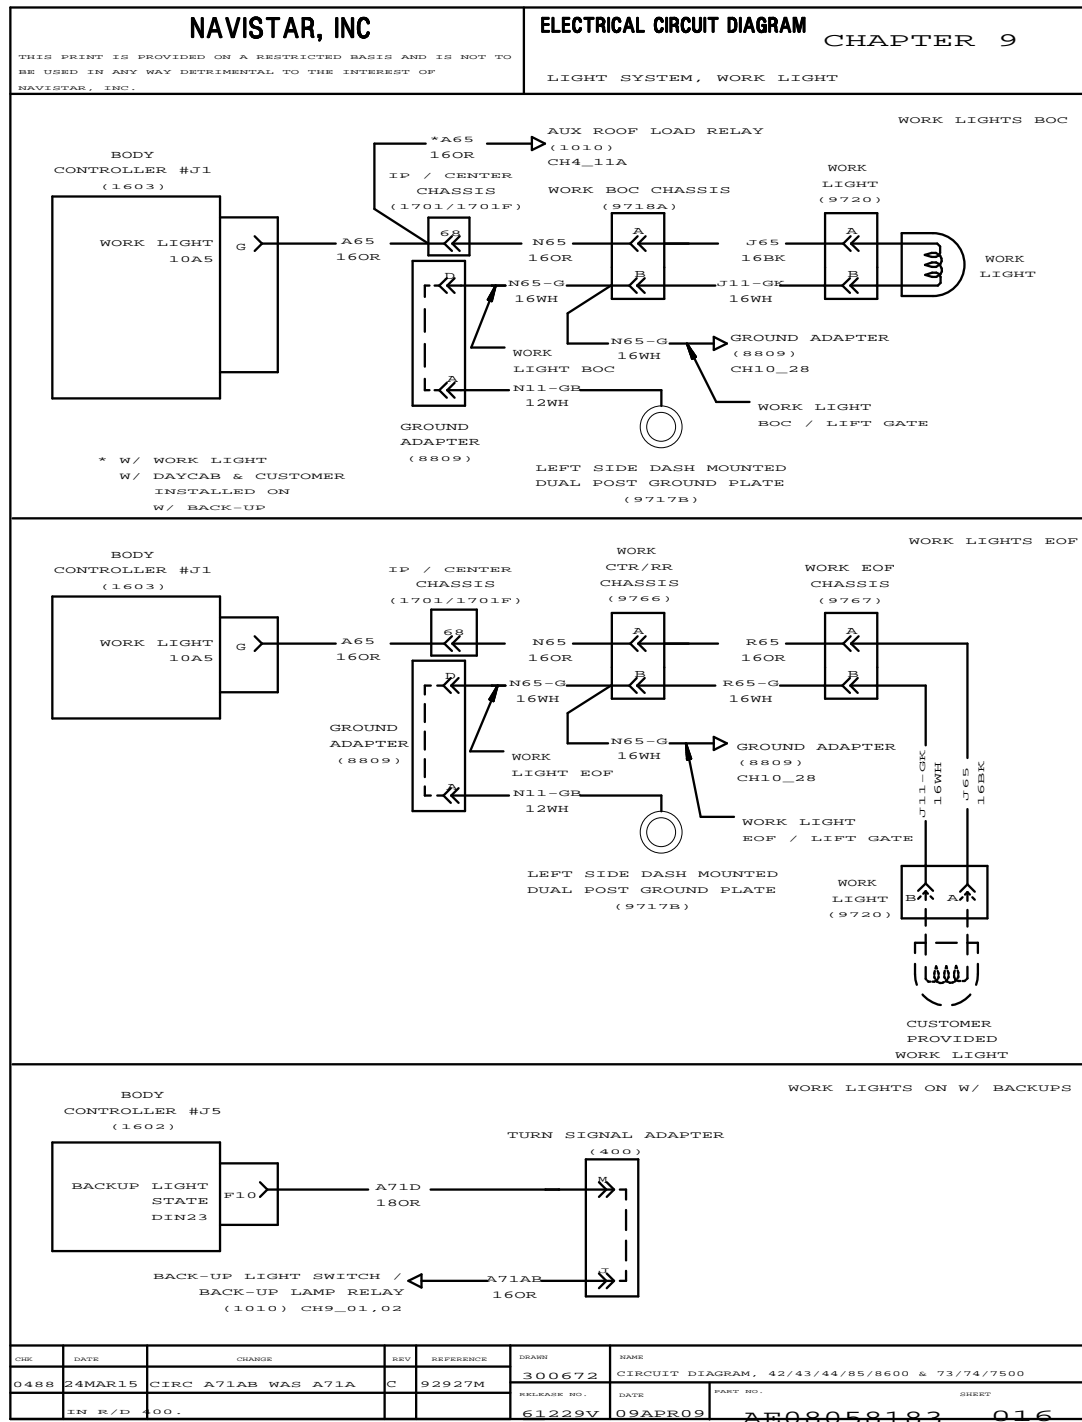 NAVISTAR, INC
THIS PRINT IS PROVIDED ON A RESTRICTED BASIS AND IS NOT TO
BE USED IN ANY WAY DETRIMENTAL TO THE INTEREST OF
NAVISTAR, INC.
ELECTRICAL CIRCUIT DIAGRAM
CHAPTER 9
LIGHT SYSTEM, WORK LIGHT
WORK LIGHTS BOC
BODY
CONTROLLER #J1
(1603)
WORK LIGHT
10A5
G
A65
16OR
*A65
16OR
AUX ROOF LOAD RELAY
(1010)
CH4_11A
IP / CENTER
CHASSIS
(1701/1701F)
68
N65
16OR
WORK BOC CHASSIS
(9718A)
A
B
J65
16BK
WORK
LIGHT
(9720)
A
B
WORK
LIGHT
D
N65-G
16WH
J11-GK
16WH
WORK
LIGHT BOC
N65-G
16WH
GROUND ADAPTER
(8809)
CH10_28
A
N11-GB
12WH
WORK LIGHT
BOC / LIFT GATE
GROUND
ADAPTER
(8809)
LEFT SIDE DASH MOUNTED
DUAL POST GROUND PLATE
(9717B)
* W/ WORK LIGHT
W/ DAYCAB & CUSTOMER
INSTALLED ON
W/ BACK-UP
WORK LIGHTS EOF
BODY
CONTROLLER #J1
(1603)
WORK LIGHT
10A5
G
A65
16OR
IP / CENTER
CHASSIS
(1701/1701F)
68
N65
16OR
WORK
CTR/RR
CHASSIS
(9766)
A
B
R65
16OR
WORK EOF
CHASSIS
(9767)
A
B
D
N65-G
16WH
R65-G
16WH
GROUND
ADAPTER
(8809)
WORK
LIGHT EOF
N65-G
16WH
GROUND ADAPTER
(8809)
CH10_28
A
N11-GB
12WH
WORK LIGHT
EOF / LIFT GATE
LEFT SIDE DASH MOUNTED
DUAL POST GROUND PLATE
(9717B)
J11-GK
16WH
J65
16BK
WORK
LIGHT
(9720)
B
A
CUSTOMER
PROVIDED
WORK LIGHT
WORK LIGHTS ON W/ BACKUPS
BODY
CONTROLLER #J5
(1602)
BACKUP LIGHT
STATE
DIN23
F10
A71D
18OR
TURN SIGNAL ADAPTER
(400)
M
J
BACK-UP LIGHT SWITCH /
BACK-UP LAMP RELAY
(1010) CH9_01,02
A71AB
16OR
CHK DATE CHANGE REV REFERENCE
0488 24MAR15 CIRC A71AB WAS A71A C 92927M
IN R/D 400.
DRAWN
300672
NAME
CIRCUIT DIAGRAM, 42/43/44/85/8600 & 73/74/7500
RELEASE NO.
61229V
DATE
09APR09
PART NO.
AE08058183
SHEET
016